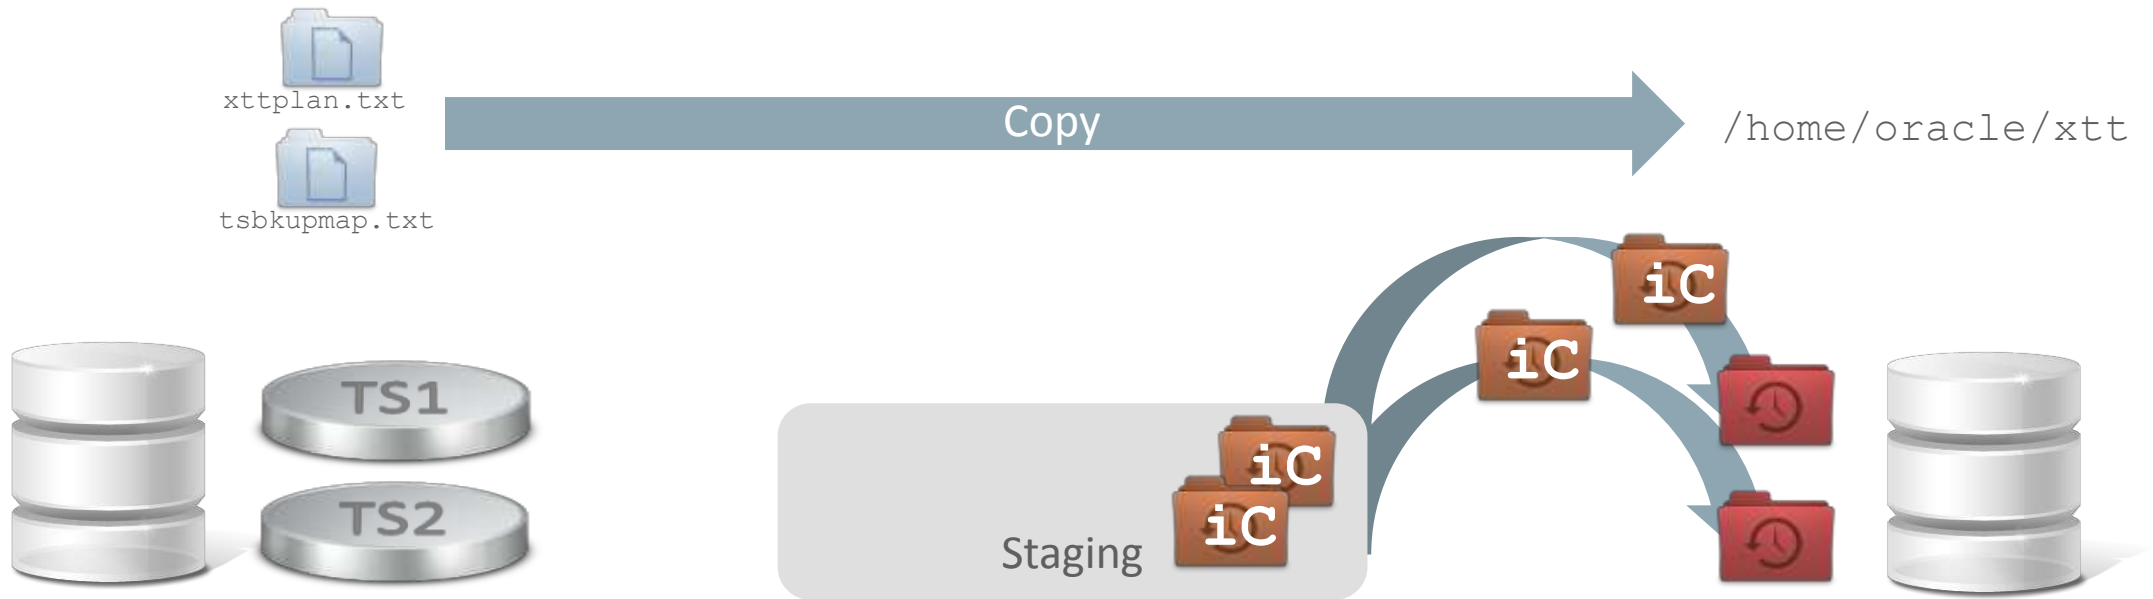 xttplan.txt
Copy
/home/oracle/xtt
tsbkupmap.txt
iC
iC
TS1
iC
TS2
iC
Staging